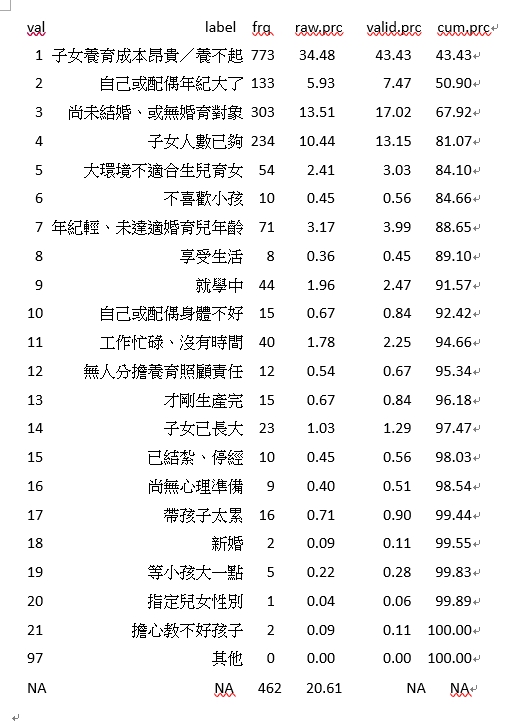 val label frq raw.prc valid.prc cum.prc
1 子女養育成本昂貴／養不起 773 34.48 43.43 43.43
2 自己或配偶年紀大了 133 5.93 7.47 50.90
3 尚未結婚、或無婚育對象 303 13.51 17.02 67.92
4 子女人數已夠 234 10.44 13.15 81.07
5 大環境不適合生兒育女 54 2.41 3.03 84.10
6 不喜歡小孩 10 0.45 0.56 84.66
7 年紀輕、未達適婚育兒年齡 71 3.17 3.99 88.65
8 享受生活 8 0.36 0.45 89.10
9 就學中 44 1.96 2.47 91.57
10 自己或配偶身體不好 15 0.67 0.84 92.42
11 工作忙碌、沒有時間 40 1.78 2.25 94.66
12 無人分擔養育照顧責任 12 0.54 0.67 95.34
13 才剛生產完 15 0.67 0.84 96.18
14 子女已長大 23 1.03 1.29 97.47
15 已結紮、停經 10 0.45 0.56 98.03
16 尚無心理準備 9 0.40 0.51 98.54
17 帶孩子太累 16 0.71 0.90 99.44
18 新婚 2 0.09 0.11 99.55
19 等小孩大一點 5 0.22 0.28 99.83
20 指定兒女性別 1 0.04 0.06 99.89
21 擔心教不好孩子 2 0.09 0.11 100.00
97 其他 0 0.00 0.00 100.00
NA NA 462 20.61 NA NA